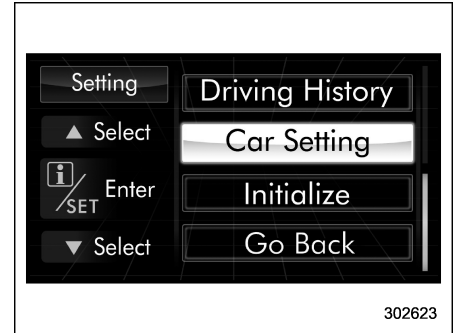 Setting
▲ Select
i/SET Enter
▼ Select
Driving History
Car Setting
Initialize
Go Back
302623